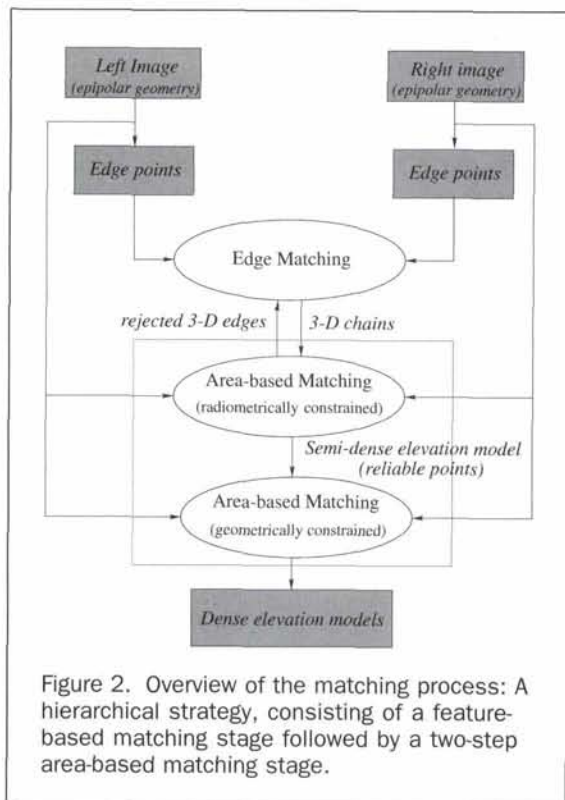 Left Image
(epipolar geometry)
Right image
(epipolar geometry)
Edge points
Edge points
Edge Matching
rejected 3-D edges
3-D chains
Area-based Matching
(radiometrically constrained)
Semi-dense elevation model
(reliable points)
Area-based Matching
(geometrically constrained)
Dense elevation models
Figure 2. Overview of the matching process: A
hierarchical strategy, consisting of a feature-
based matching stage followed by a two-step
area-based matching stage.